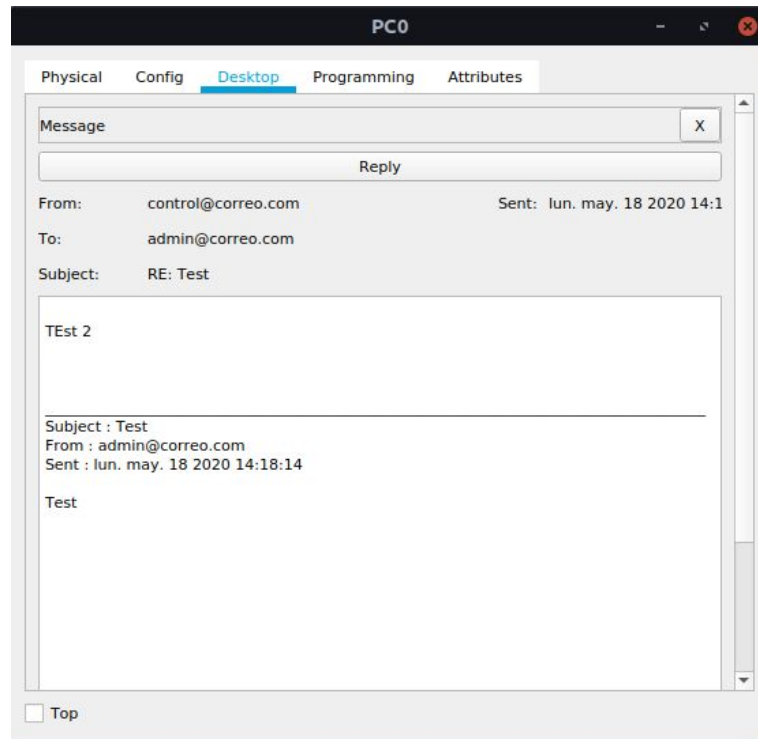 PC0
Physical Config Desktop Programming Attributes
Message X
Reply
From: control@correo.com Sent: lun. may. 18 2020 14:1
To: admin@correo.com
Subject: RE: Test
TEst 2
Subject : Test
From : admin@correo.com
Sent : lun. may. 18 2020 14:18:14
Test
Top